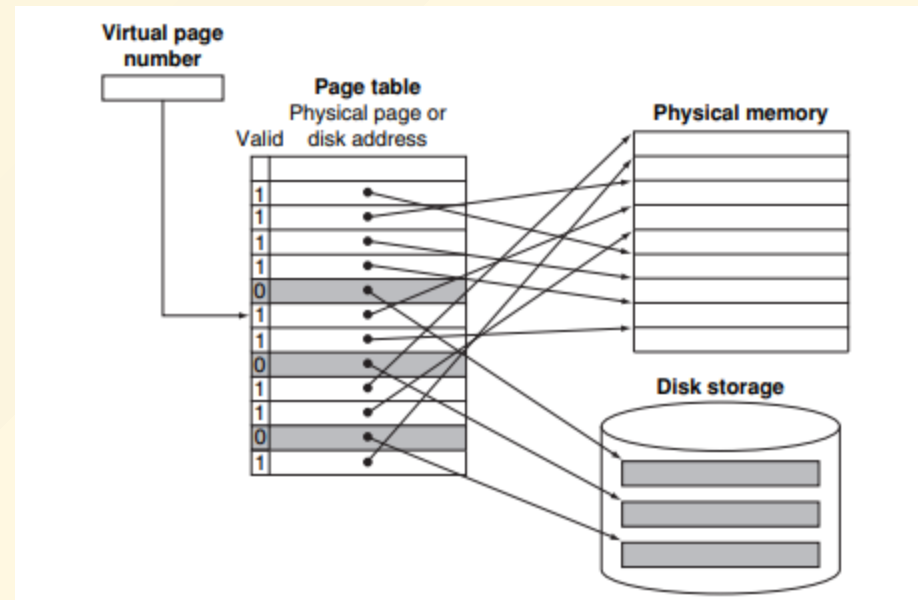 Virtual page
number
Page table
Physical page or
Valid disk address
Physical memory
1
1
1
1
0
1
1
0
1
1
0
1
Disk storage